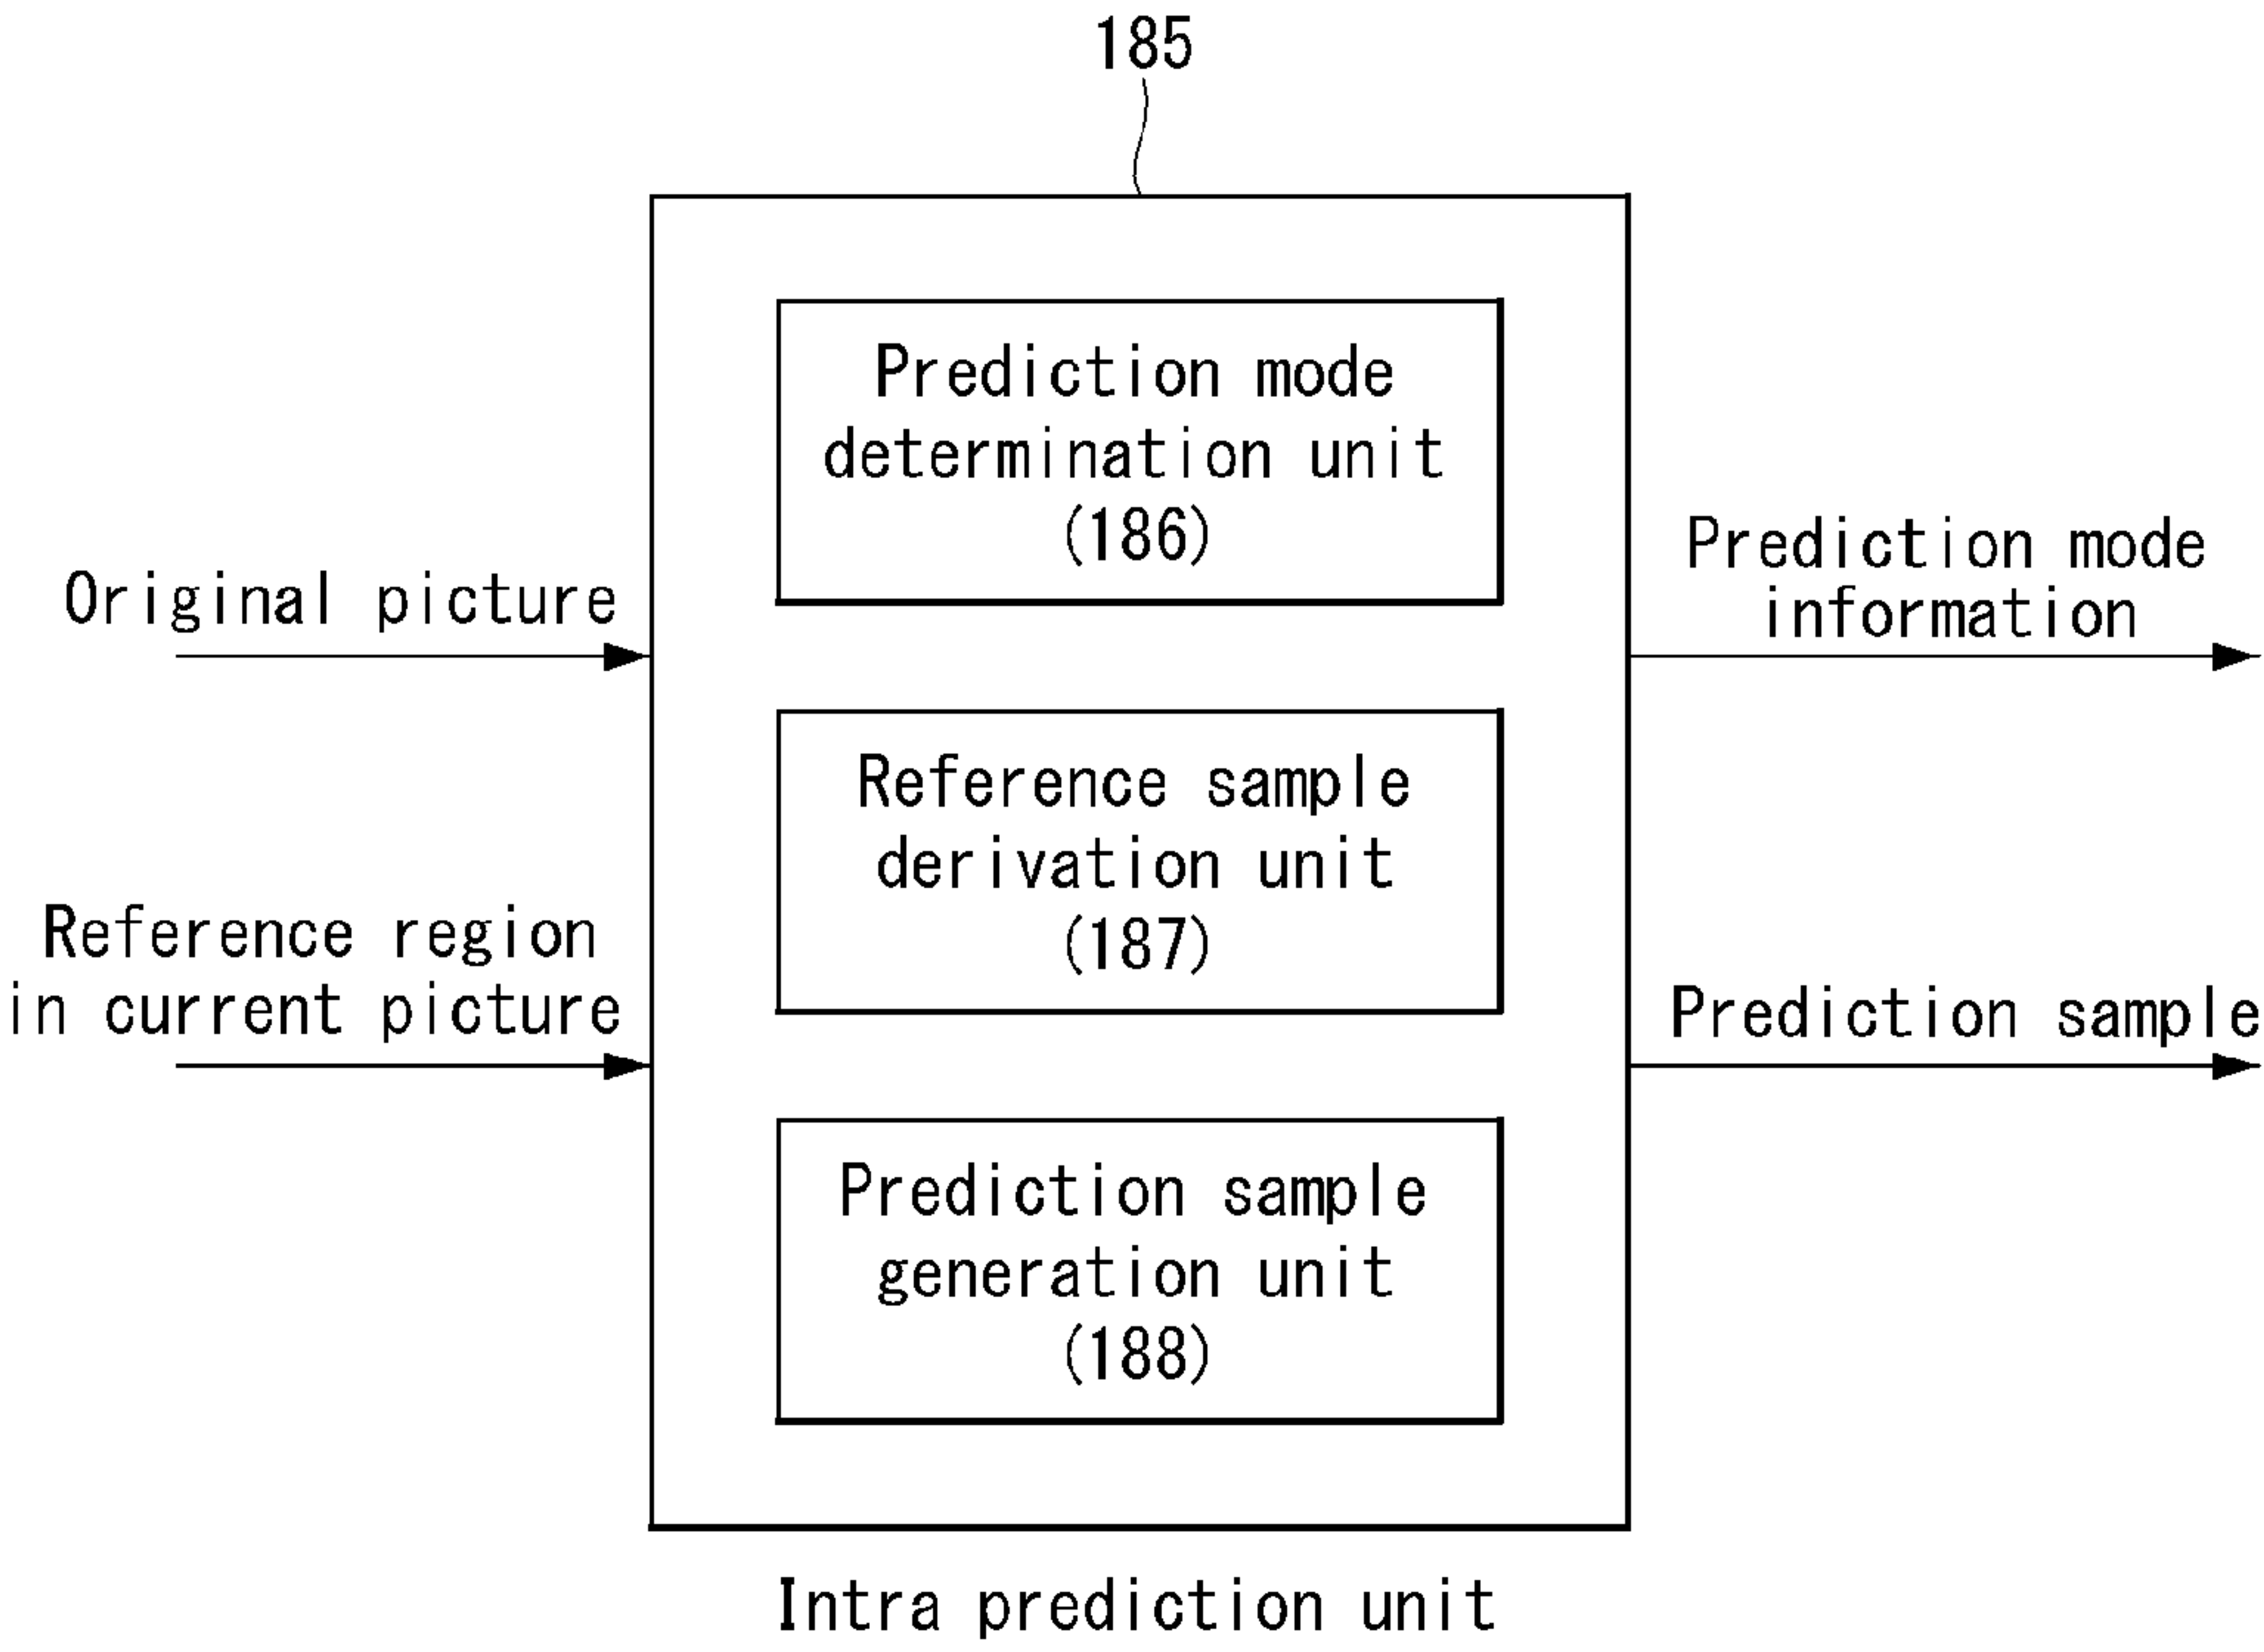 185
Prediction mode
determination unit
(186)
Original picture
Prediction mode
information
Reference sample
derivation unit
(187)
Reference region
in current picture
Prediction sample
Prediction sample
generation unit
(188)
Intra prediction unit